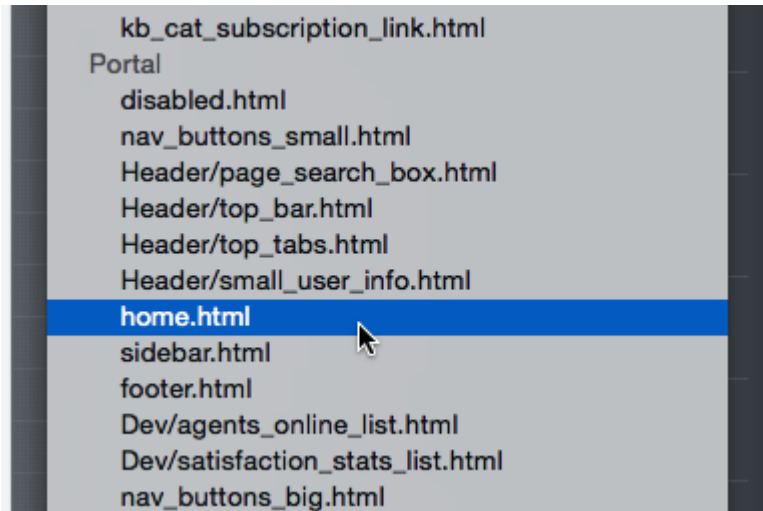 kb_cat_subscription_link.html
Portal
disabled.html
nav_buttons_small.html
Header/page_search_box.html
Header/top_bar.html
Header/top_tabs.html
Header/small_user_info.html
home.html
sidebar.html
footer.html
Dev/agents_online_list.html
Dev/satisfaction_stats_list.html
nav_buttons_big.html